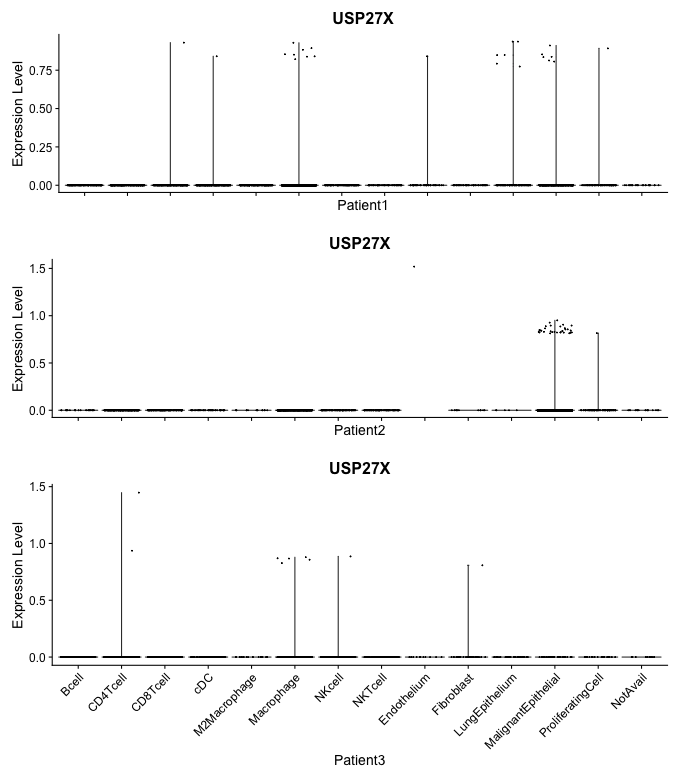 USP27X
Expression Level
0.75
0.50
0.25
0.00
Patient1
USP27X
Expression Level
1.5
1.0
0.5
0.0
Patient2
USP27X
Expression Level
1.5
1.0
0.5
0.0
Bcell
CD4Tcell
CD8Tcell
cDC
M2Macrophage
Macrophage
NKcell
NKTcell
Endothelium
Fibroblast
LungEpithelium
MalignantEpithelial
ProliferatingCell
NotAvail
Patient3